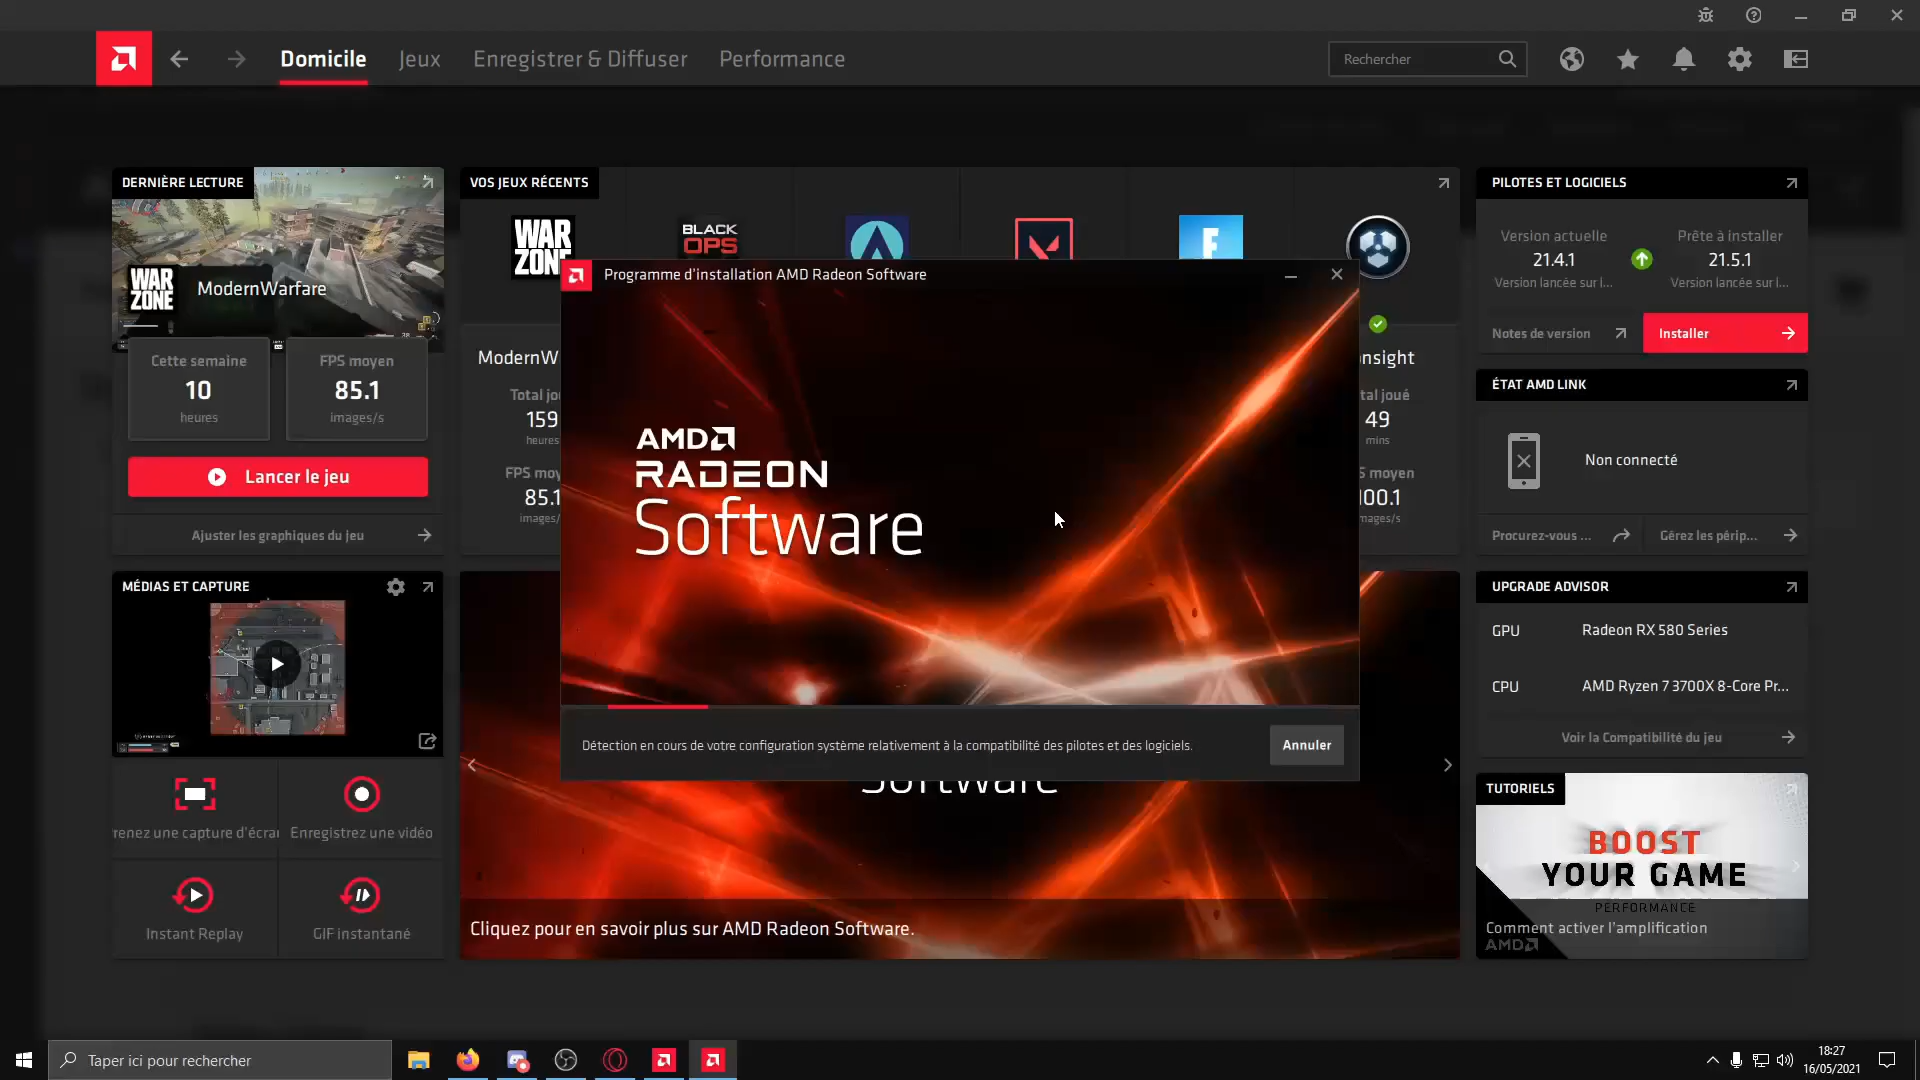 Domicile
Jeux
Enregistrer & Diffuser
Performance
Rechercher
DERNIÈRE LECTURE
WAR
ZONE
ModernWarfare
Cette semaine
10
heures
FPS moyen
85.1
images/s
Lancer le jeu
Ajuster les graphiques du jeu
VOS JEUX RÉCENTS
WAR
ZONE
BLACK
OPS
ModernW
Total jo
159
heures
FPS moy
85.1
images/
nsight
tal joué
49
mins
S moyen
100.1
mages/s
Programme d'installation AMD Radeon Software
AMD
RADEON
Software
Détection en cours de votre configuration système relativement à la compatibilité des pilotes et des logiciels.
Annuler
Software
Cliquez pour en savoir plus sur AMD Radeon Software.
MÉDIAS ET CAPTURE
renez une capture d'écra
Enregistrez une vidéo
Instant Replay
GIF instantané
PILOTES ET LOGICIELS
Version actuelle
21.4.1
Version lancée sur l...
Prête à installer
21.5.1
Version lancée sur l...
Notes de version
Installer
ÉTAT AMD LINK
Non connecté
Procurez-vous ...
Gérez les périp...
UPGRADE ADVISOR
GPU
Radeon RX 580 Series
CPU
AMD Ryzen 7 3700X 8-Core Pr...
Voir la Compatibilité du jeu
TUTORIELS
BOOST
YOUR GAME
PERFORMANCE
Comment activer l'amplification
AMD
Taper ici pour rechercher
18:27
16/05/2021